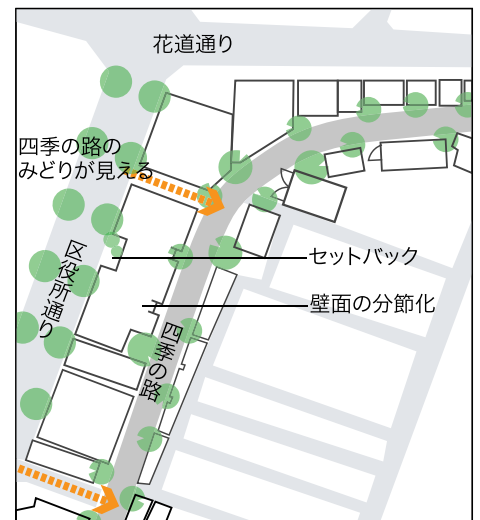 花道通り
四季の路の
みどりが見える
区役所通り
セットバック
壁面の分節化
四季の路